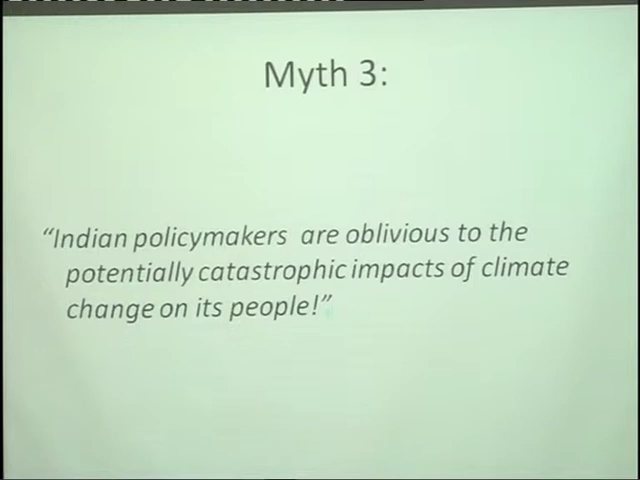 Myth 3:
“Indian policymakers are oblivious to the
potentially catastrophic impacts of climate
change on its people!”